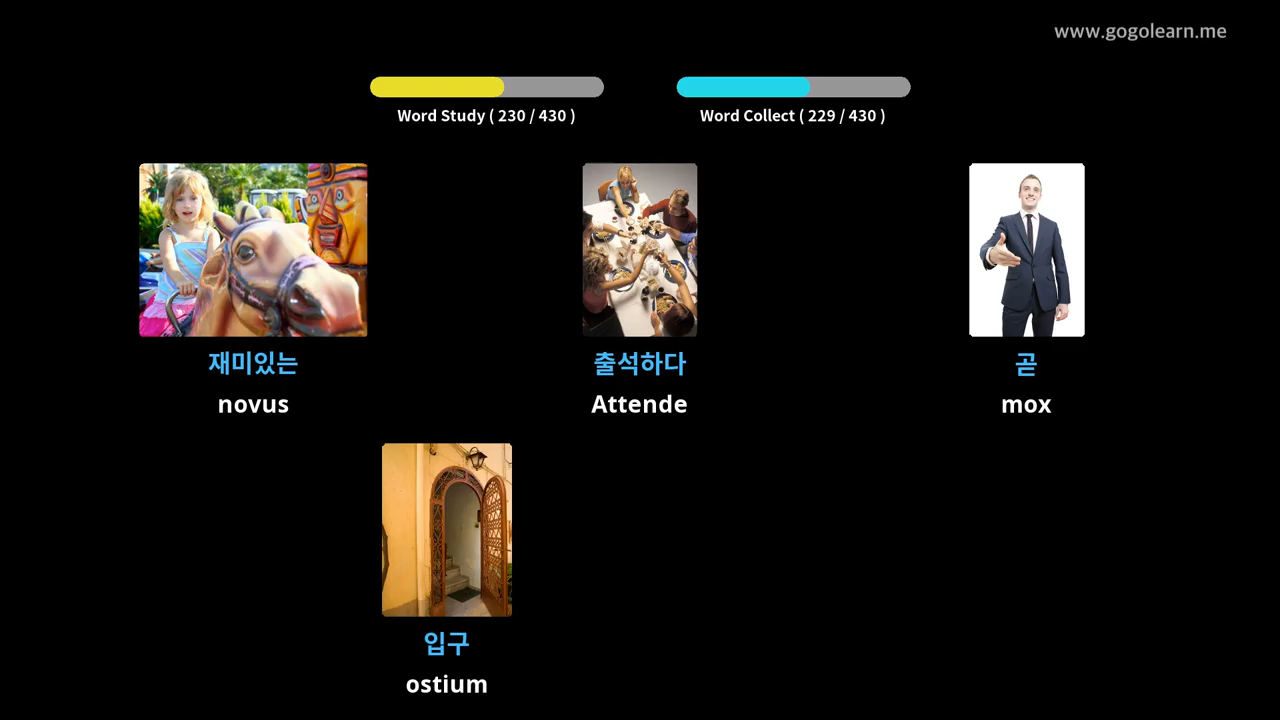 www.gogolearn.me
Word Study ( 230 / 430 )
Word Collect ( 229 / 430 )
재미있는
novus
출석하다
Attende
곧
mox
입구
ostium